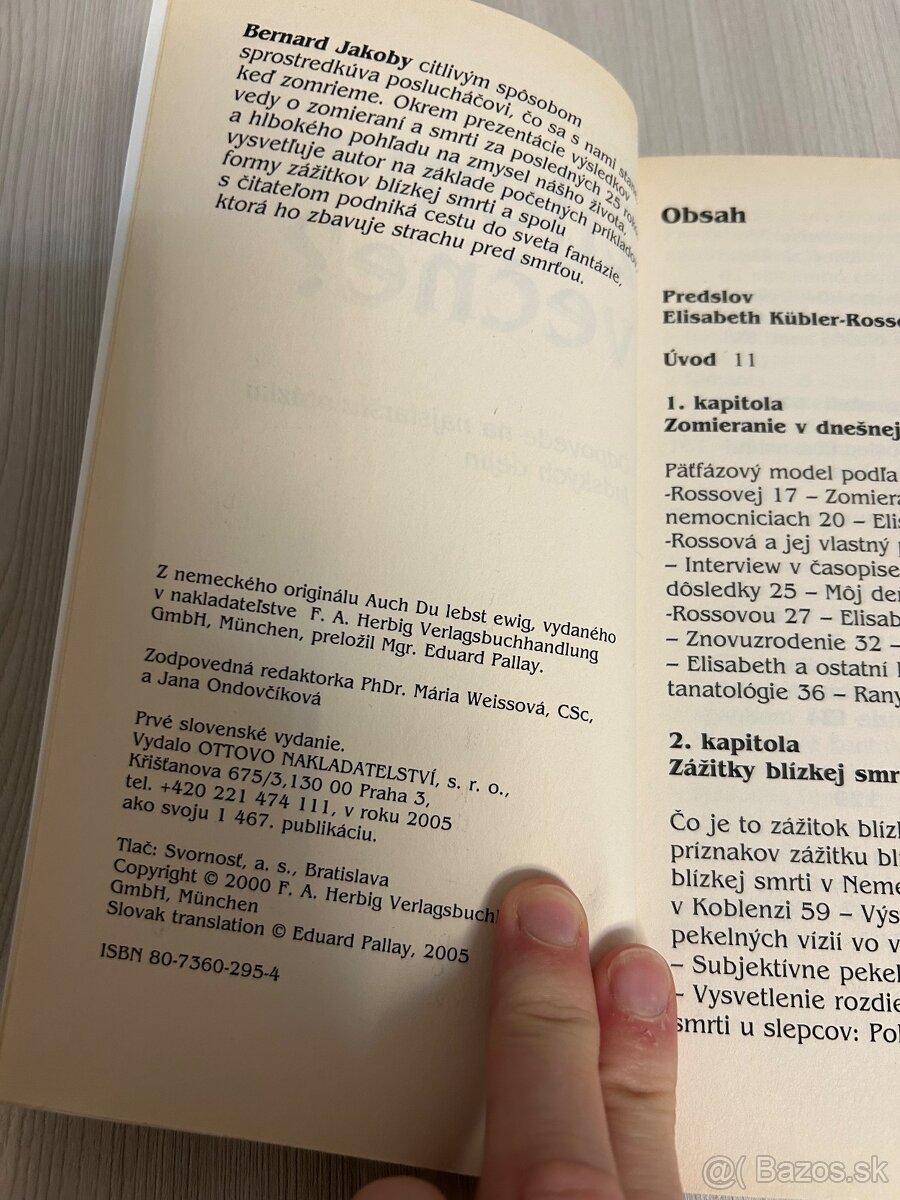 Bernard Jakoby citlivým spôsobom
sprostredkúva poslucháčovi, čo sa s nami
keď zomrieme. Okrem prezentácie výsledkov
vedy o zomieraní a smrti za posledných 25
a hlbokého pohľadu na zmysel nášho života,
vysvetľuje autor na základe početných príkladov
formy zážitkov blízkej smrti a spolu
s čitateľom podniká cestu do sveta fantázie,
ktorá ho zbavuje strachu pred smrťou.
Z nemeckého originálu Auch Du lebst ewig, vydaného
v nakladateľstve F. A. Herbig Verlagsbuchhandlung
GmbH, München, preložil Mgr. Eduard Pallay.
Zodpovedná redaktorka PhDr. Mária Weissová, CSc,
a Jana Ondovčíková
Prvé slovenské vydanie.
Vydalo OTTOVO NAKLADATELSTVÍ, s. r. o.,
Křišťanova 675/3,130 00 Praha 3,
tel. +420 221 474 111, v roku 2005
ako svoju 1 467. publikáciu.
Tlač: Svornosť, a. s., Bratislava
Copyright © 2000 F. A. Herbig Verlagsbuch
GmbH, München
Slovak translation © Eduard Pallay, 2005
ISBN 80-7360-295-4
Obsah
Predslov
Elisabeth Kübler-Ross
Úvod 11
1. kapitola
Zomieranie v dnešnej
Päťfázový model podľa
-Rossovej 17 – Zomiera
nemocniciach 20 – Elis
-Rossová a jej vlastný
– Interview v časopise
dôsledky 25 – Môj
-Rossovou 27 – Elisab
– Znovuzrodenie 32 –
– Elisabeth a ostatní
tanatológie 36 – Rany
2. kapitola
Zážitky blízkej smr
Čo je to zážitok blíz
príznakov zážitku bl
blízkej smrti v Neme
v Koblenzi 59 – Výs
pekelných vízií vo v
– Subjektívne pekel
– Vysvetlenie rozdie
smrti u slepcov: Po
@( Bazos.sk